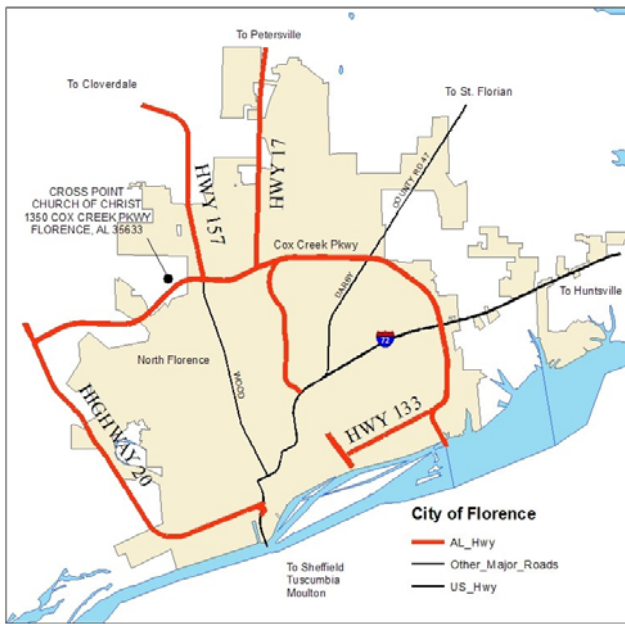 To Petersville
To Cloverdale
To St. Florian
HWY 17
COUNTY RD 47
HWY 157
CROSS POINT
CHURCH OF CHRIST
1350 COX CREEK PKWY
FLORENCE, AL 35633
Cox Creek Pkwy
DARBY
To Huntsville
72
North Florence
WOOD
HIGHWAY 20
HWY 133
City of Florence
AL_Hwy
Other_Major_Roads
US_Hwy
To Sheffield
Tuscumbia
Moulton